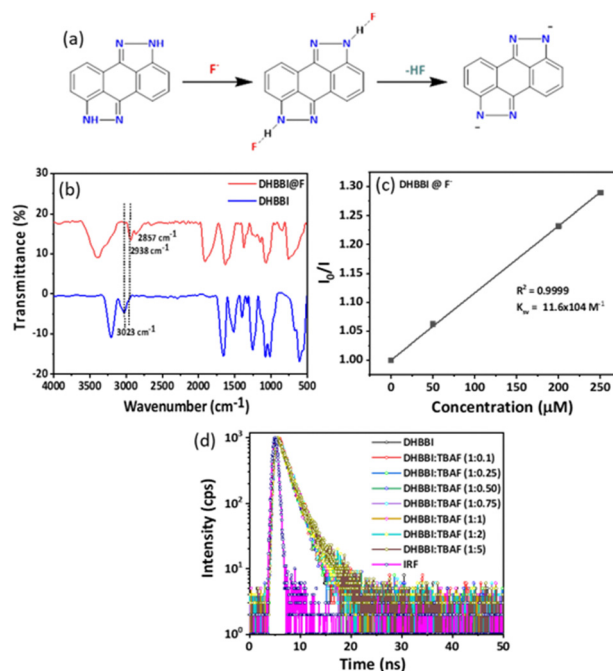 (a)
N NH
NH N
F-
H F
N N
N N
F H
-HF
N N
N N
(b)
DHBBI@F
DHBBI
2857 cm-1
2938 cm-1
3023 cm-1
Transmittance (%)
30
20
10
0
-10
-20
4000 3500 3000 2500 2000 1500 1000 500
Wavenumber (cm-1)
(c)
DHBBI @ F-
I0/I
1.30
1.25
1.20
1.15
1.10
1.05
1.00
R2 = 0.9999
Ksv = 11.6x104 M-1
0 50 100 150 200 250
Concentration (µM)
(d)
Intensity (cps)
103
102
101
100
DHBBI
DHBBI:TBAF (1:0.1)
DHBBI:TBAF (1:0.25)
DHBBI:TBAF (1:0.50)
DHBBI:TBAF (1:0.75)
DHBBI:TBAF (1:1)
DHBBI:TBAF (1:2)
DHBBI:TBAF (1:5)
IRF
0 10 20 30 40 50
Time (ns)